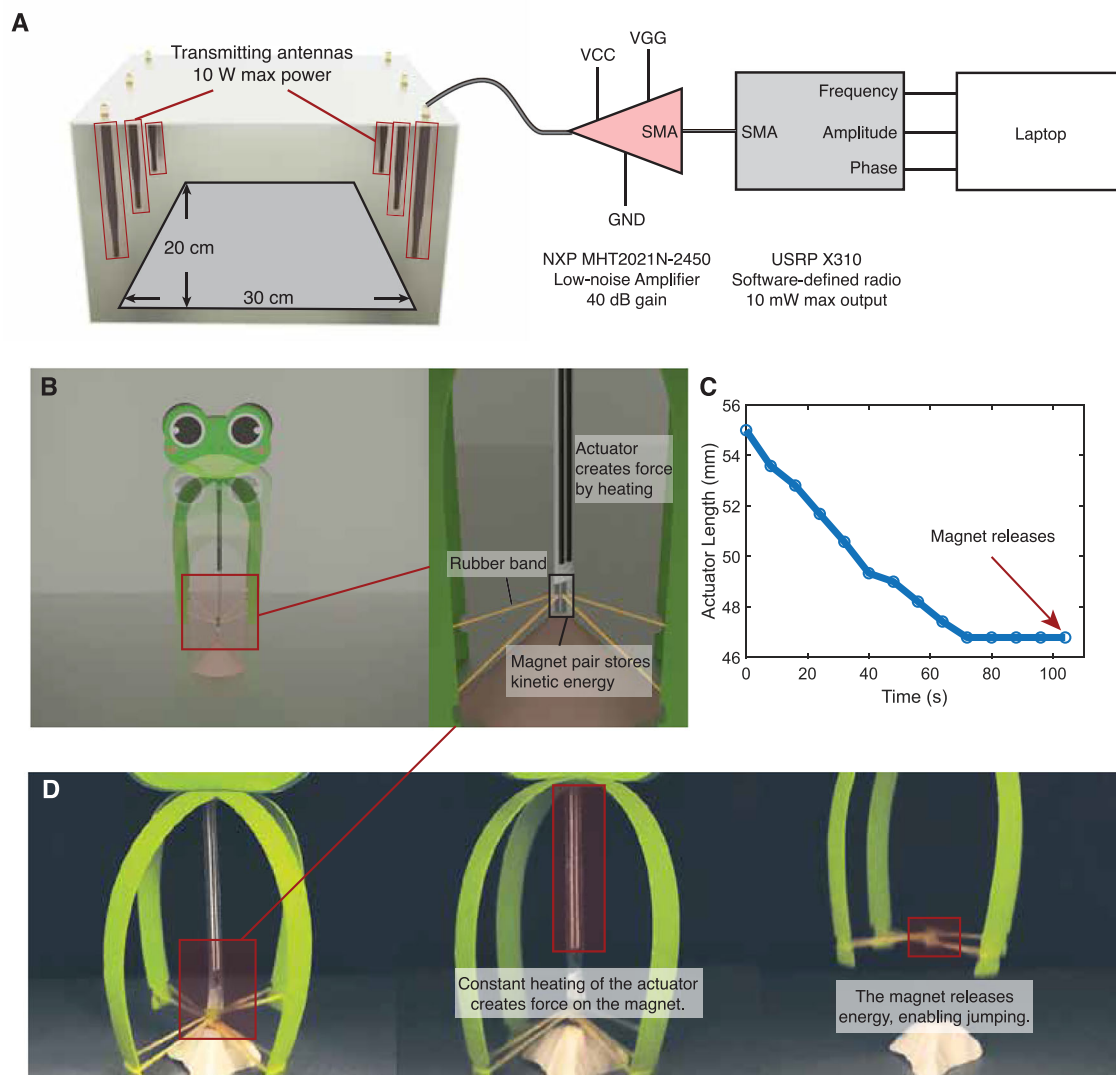 A
Transmitting antennas
10 W max power
20 cm
30 cm
VCC
VGG
SMA
GND
NXP MHT2021N-2450
Low-noise Amplifier
40 dB gain
SMA
Frequency
Amplitude
Phase
USRP X310
Software-defined radio
10 mW max output
Laptop
B
Actuator
creates force
by heating
Rubber band
Magnet pair stores
kinetic energy
C
Actuator Length (mm)
56
54
52
50
48
46
Magnet releases
0
20
40
60
80
100
Time (s)
D
Constant heating of the actuator
creates force on the magnet.
The magnet releases
energy, enabling jumping.